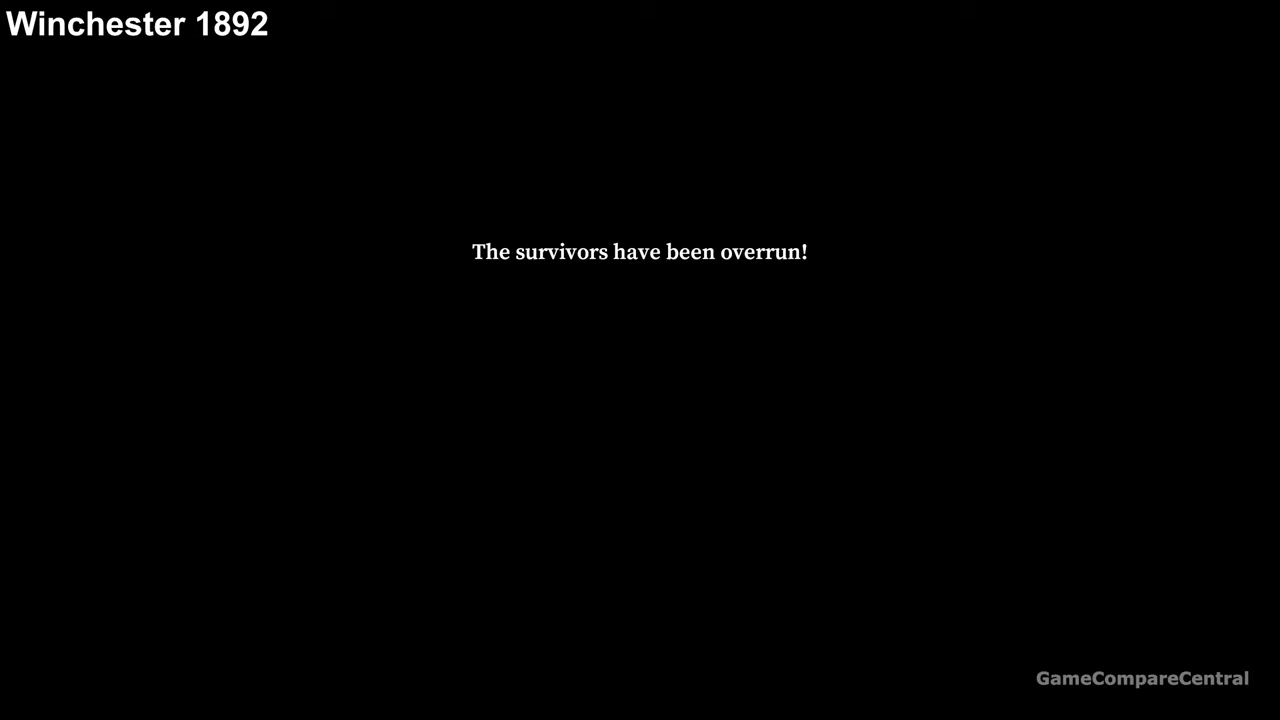 Winchester 1892
The survivors have been overrun!
GameCompareCentral